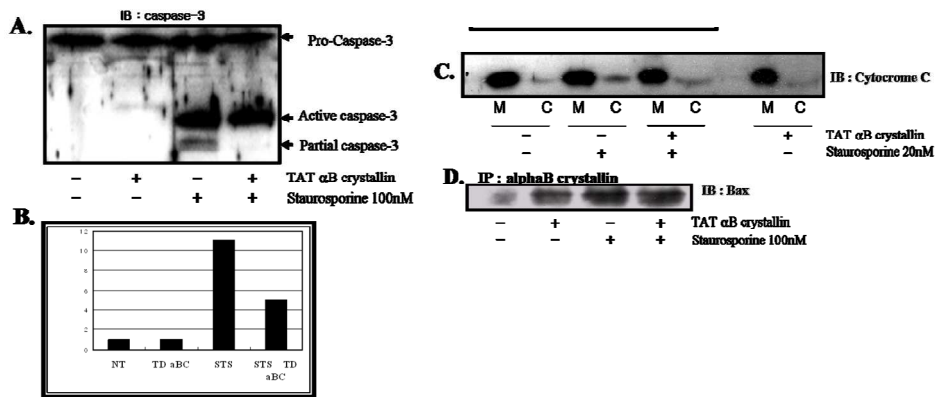 A.
IB : caspase-3
Pro-Caspase-3
Active caspase-3
Partial caspase-3
– + – + TAT αB crystallin
– – + + Staurosporine 100nM
B.
12
10
8
6
4
2
0
NT TD aBC STS STS TD
aBC
C.
IB : Cytocrome C
M C M C M C M C
– – + + TAT αB crystallin
– + + – Staurosporine 20nM
D.
IP : alphaB crystallin
IB : Bax
– + – + TAT αB crystallin
– – + + Staurosporine 100nM